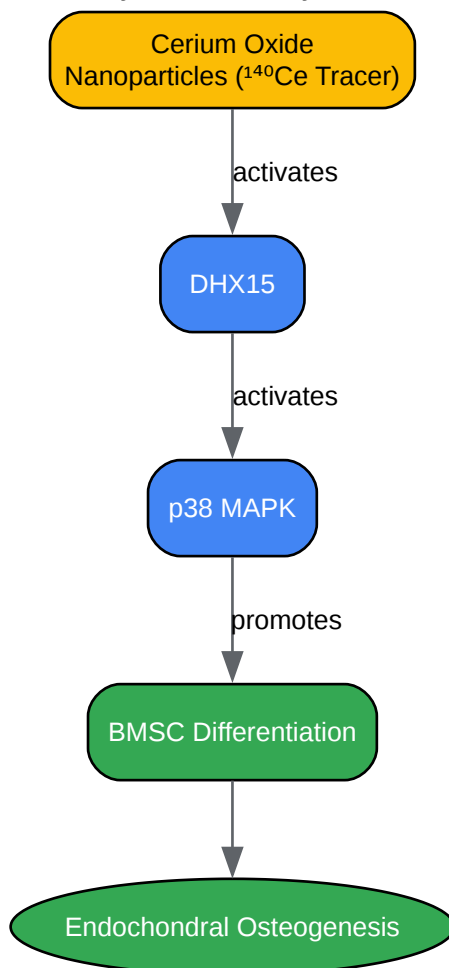 Cerium Oxide
Nanoparticles (¹⁴⁰Ce Tracer)
activates
DHX15
activates
p38 MAPK
promotes
BMSC Differentiation
Endochondral Osteogenesis